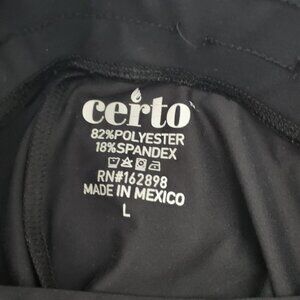 certo
82%POLYESTER
18%SPANDEX
RN#162898
MADE IN MEXICO
L